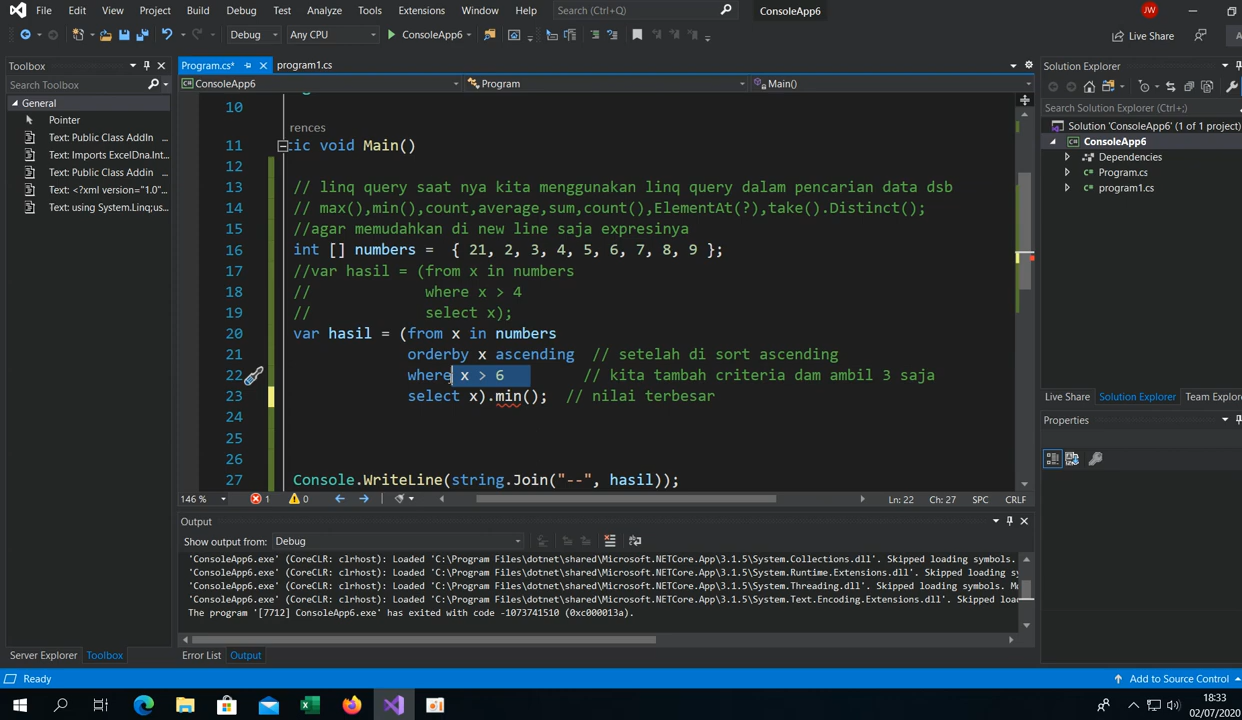 File Edit View Project Build Debug Test Analyze Tools Extensions Window Help Search (Ctrl+Q) ConsoleApp6 JW
Debug Any CPU ConsoleApp6 Live Share
Toolbox
Search Toolbox
General
Pointer
Text: Public Class AddIn ...
Text: Imports ExcelDna.Int...
Text: Public Class AddIn ...
Text: <?xml version="1.0"...
Text: using System.Linq;us...
Server Explorer Toolbox
Program.cs* program1.cs
ConsoleApp6 Program Main()
10
rences
11 tic void Main()
12
13 // linq query saat nya kita menggunakan linq query dalam pencarian data dsb
14 // max(),min(),count,average,sum,count(),ElementAt(?),take().Distinct();
15 //agar memudahkan di new line saja expresinya
16 int [] numbers = { 21, 2, 3, 4, 5, 6, 7, 8, 9 };
17 //var hasil = (from x in numbers
18 // where x > 4
19 // select x);
20 var hasil = (from x in numbers
21 orderby x ascending // setelah di sort ascending
22 where x > 6 // kita tambah criteria dam ambil 3 saja
23 select x).min(); // nilai terbesar
24
25
26
27 Console.WriteLine(string.Join("--", hasil));
146 % 1 0 Ln: 22 Ch: 27 SPC CRLF
Output
Show output from: Debug
'ConsoleApp6.exe' (CoreCLR: clrhost): Loaded 'C:\Program Files\dotnet\shared\Microsoft.NETCore.App\3.1.5\System.Collections.dll'. Skipped loading symbols.
'ConsoleApp6.exe' (CoreCLR: clrhost): Loaded 'C:\Program Files\dotnet\shared\Microsoft.NETCore.App\3.1.5\System.Runtime.Extensions.dll'. Skipped loading sy
'ConsoleApp6.exe' (CoreCLR: clrhost): Loaded 'C:\Program Files\dotnet\shared\Microsoft.NETCore.App\3.1.5\System.Threading.dll'. Skipped loading symbols.
'ConsoleApp6.exe' (CoreCLR: clrhost): Loaded 'C:\Program Files\dotnet\shared\Microsoft.NETCore.App\3.1.5\System.Text.Encoding.Extensions.dll'. Skipped loa
The program '[7712] ConsoleApp6.exe' has exited with code -1073741510 (0xc000013a).
Error List Output
Solution Explorer
Search Solution Explorer (Ctrl+;)
Solution 'ConsoleApp6' (1 of 1 project)
ConsoleApp6
Dependencies
Program.cs
program1.cs
Live Share Solution Explorer Team Explor
Properties
Ready Add to Source Control
18:33
02/07/2020